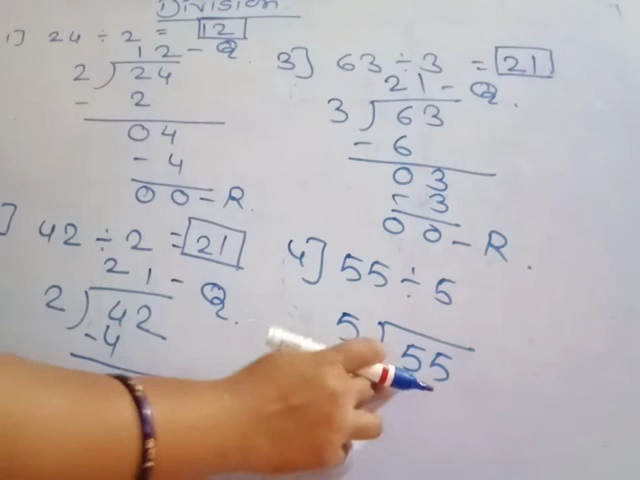 Division
1] 24 ÷ 2 = 12
12 - Q
2) 24
- 2
04
- 4
00 - R.
] 42 ÷ 2 = 21
21 - Q.
2) 42
-4
3] 63 ÷ 3 = 21
21 - Q.
3) 63
- 6
03
- 3
00 - R.
4] 55 ÷ 5
5) 55